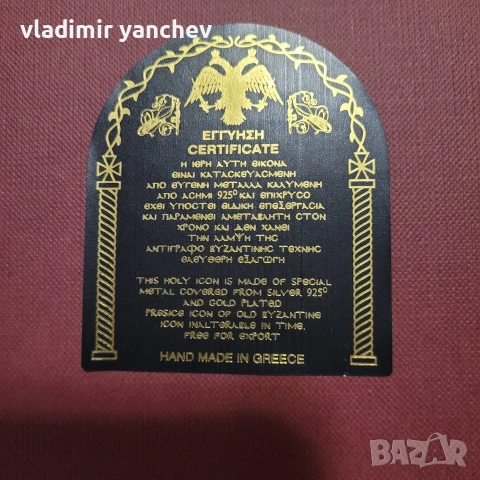 vladimir yanchev
ΕΓΓΥΗΣΗ
CERTIFICATE
Η ΙΕΡΗ ΑΥΤΗ ΕΙΚΟΝΑ
ΕΙΝΑΙ ΚΑΤΑΣΚΕΥΑΣΜΕΝΗ
ΑΠΟ ΕΥΓΕΝΗ ΜΕΤΑΛΛΑ ΚΑΛΥΜΕΝΗ
ΑΠΟ ΑΣΗΜΙ 925° ΚΑΙ ΕΠΙΧΡΥΣΟ
ΕΧΕΙ ΥΠΟΣΤΕΙ ΕΙΔΙΚΗ ΕΠΕΞΕΡΓΑΣΙΑ
ΚΑΙ ΠΑΡΑΜΕΝΕΙ ΑΜΕΤΑΒΛΗΤΗ ΣΤΟΝ
ΧΡΟΝΟ ΚΑΙ ΔΕΝ ΧΑΝΕΙ
ΤΗΝ ΛΑΜΨΗ ΤΗΣ
ΑΝΤΙΓΡΑΦΟ ΒΥΖΑΝΤΙΝΗΣ ΤΕΧΝΗΣ
ΕΛΕΥΘΕΡΗ ΕΞΑΓΩΓΗ
THIS HOLY ICON IS MADE OF SPECIAL
METAL COVERED FROM SILVER 925°
AND GOLD PLATED
PRESICE ICON OF OLD BYZANTINE
ICON INALTERABLE IN TIME.
FREE FOR EXPORT
HAND MADE IN GREECE
BAZAR